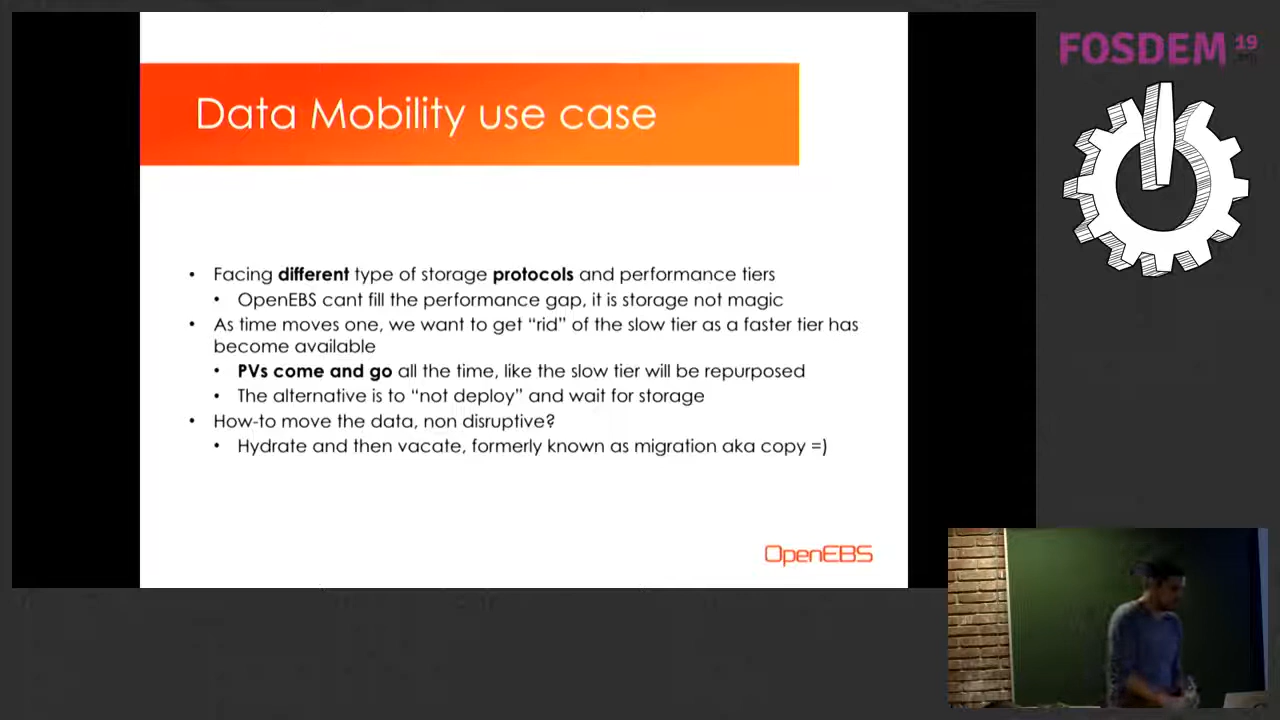 Data Mobility use case
• Facing different type of storage protocols and performance tiers
• OpenEBS cant fill the performance gap, it is storage not magic
• As time moves one, we want to get “rid” of the slow tier as a faster tier has
become available
• PVs come and go all the time, like the slow tier will be repurposed
• The alternative is to “not deploy” and wait for storage
• How-to move the data, non disruptive?
• Hydrate and then vacate, formerly known as migration aka copy =)
OpenEBS
FOSDEM 19